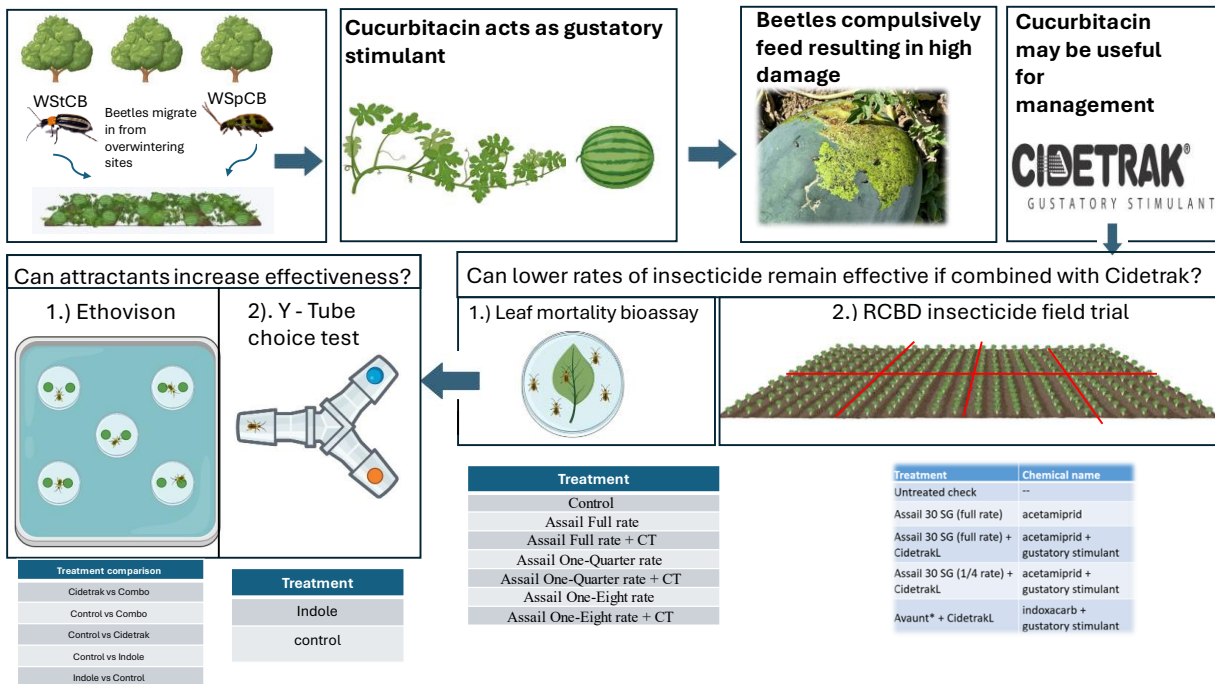 WStCB
WSpCB
Beetles migrate
in from
overwintering
sites
Cucurbitacin acts as gustatory
stimulant
Beetles compulsively
feed resulting in high
damage
Cucurbitacin
may be useful
for
management
CIDETRAK®
GUSTATORY STIMULANT
Can attractants increase effectiveness?
1.) Ethovison
2). Y - Tube
choice test
Can lower rates of insecticide remain effective if combined with Cidetrak?
1.) Leaf mortality bioassay
2.) RCBD insecticide field trial
Treatment comparison
Cidetrak vs Combo
Control vs Combo
Control vs Cidetrak
Control vs Indole
Indole vs Control
Treatment
Indole
control
Treatment
Control
Assail Full rate
Assail Full rate + CT
Assail One-Quarter rate
Assail One-Quarter rate + CT
Assail One-Eight rate
Assail One-Eight rate + CT
Treatment Chemical name
Untreated check --
Assail 30 SG (full rate) acetamiprid
Assail 30 SG (full rate) + acetamiprid +
CidetrakL gustatory stimulant
Assail 30 SG (1/4 rate) + acetamiprid +
CidetrakL gustatory stimulant
Avaunt* + CidetrakL indoxacarb +
gustatory stimulant